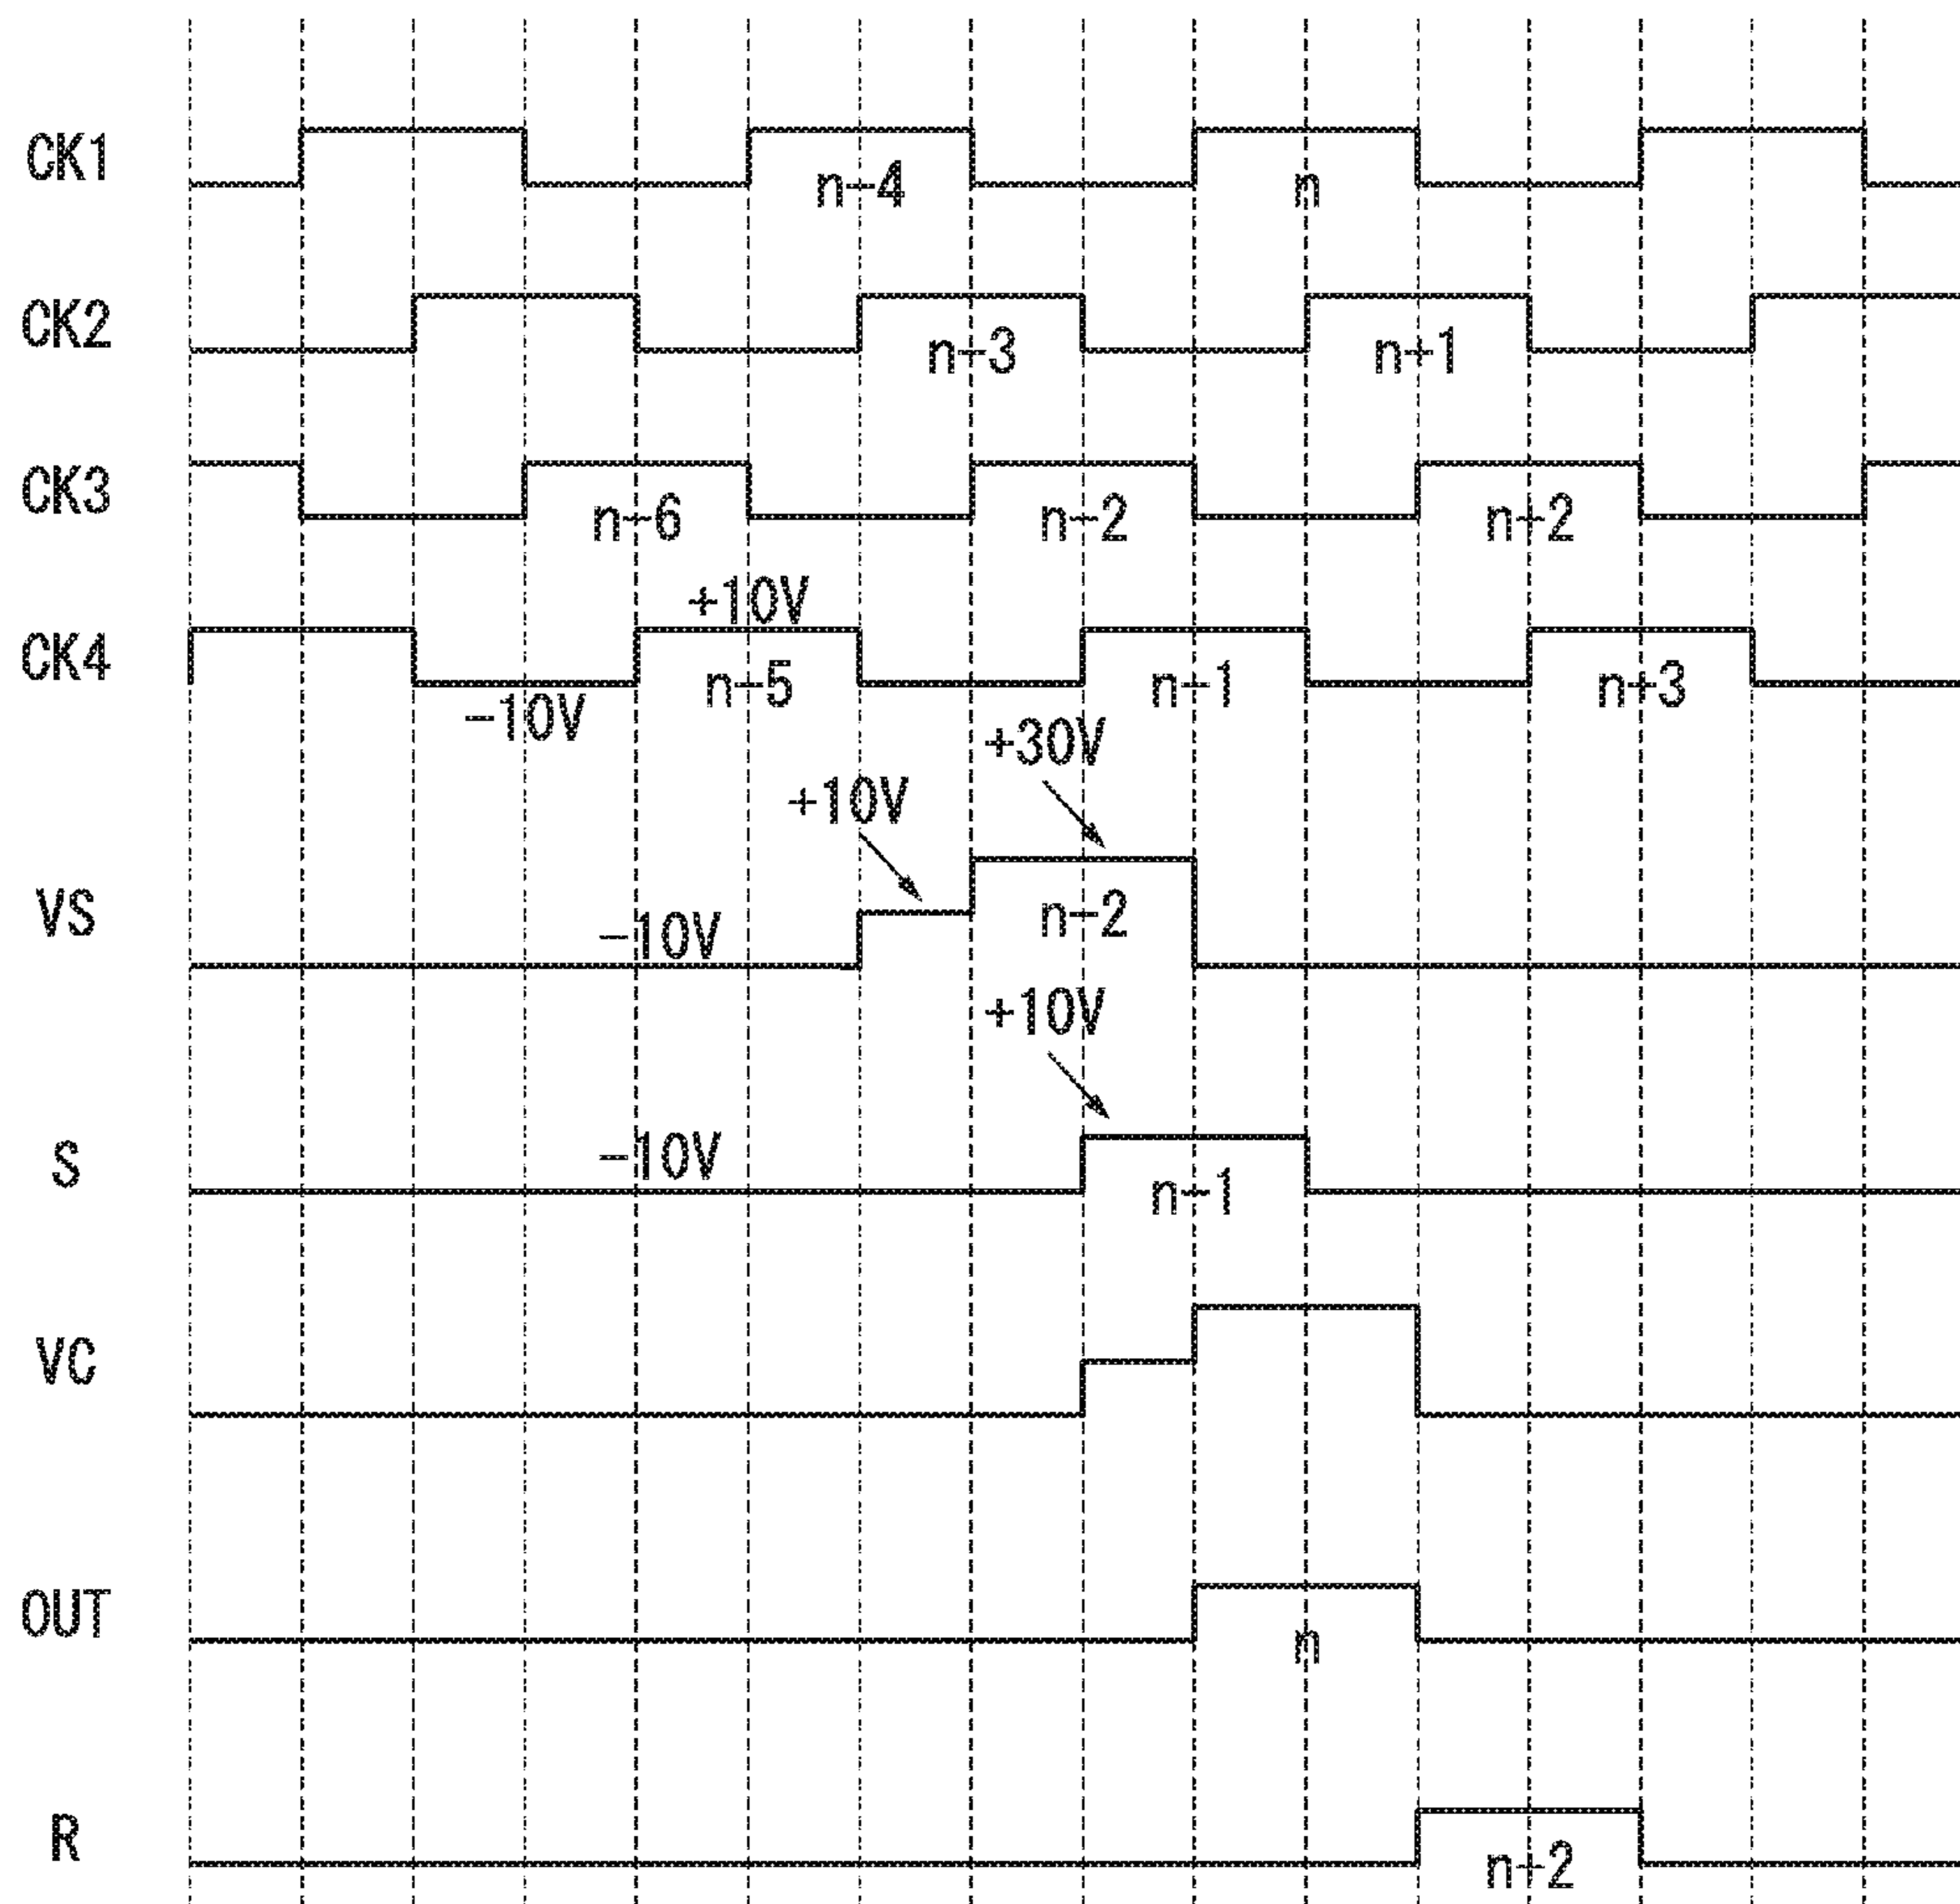 CK1
n-4
n
CK2
n-3
n+1
CK3
n-6
n-2
n+2
+10V
CK4
n-5
n-1
n+3
-10V
+30V
+10V
VS
-10V
n-2
+10V
S
-10V
n-1
VC
OUT
n
R
n+2